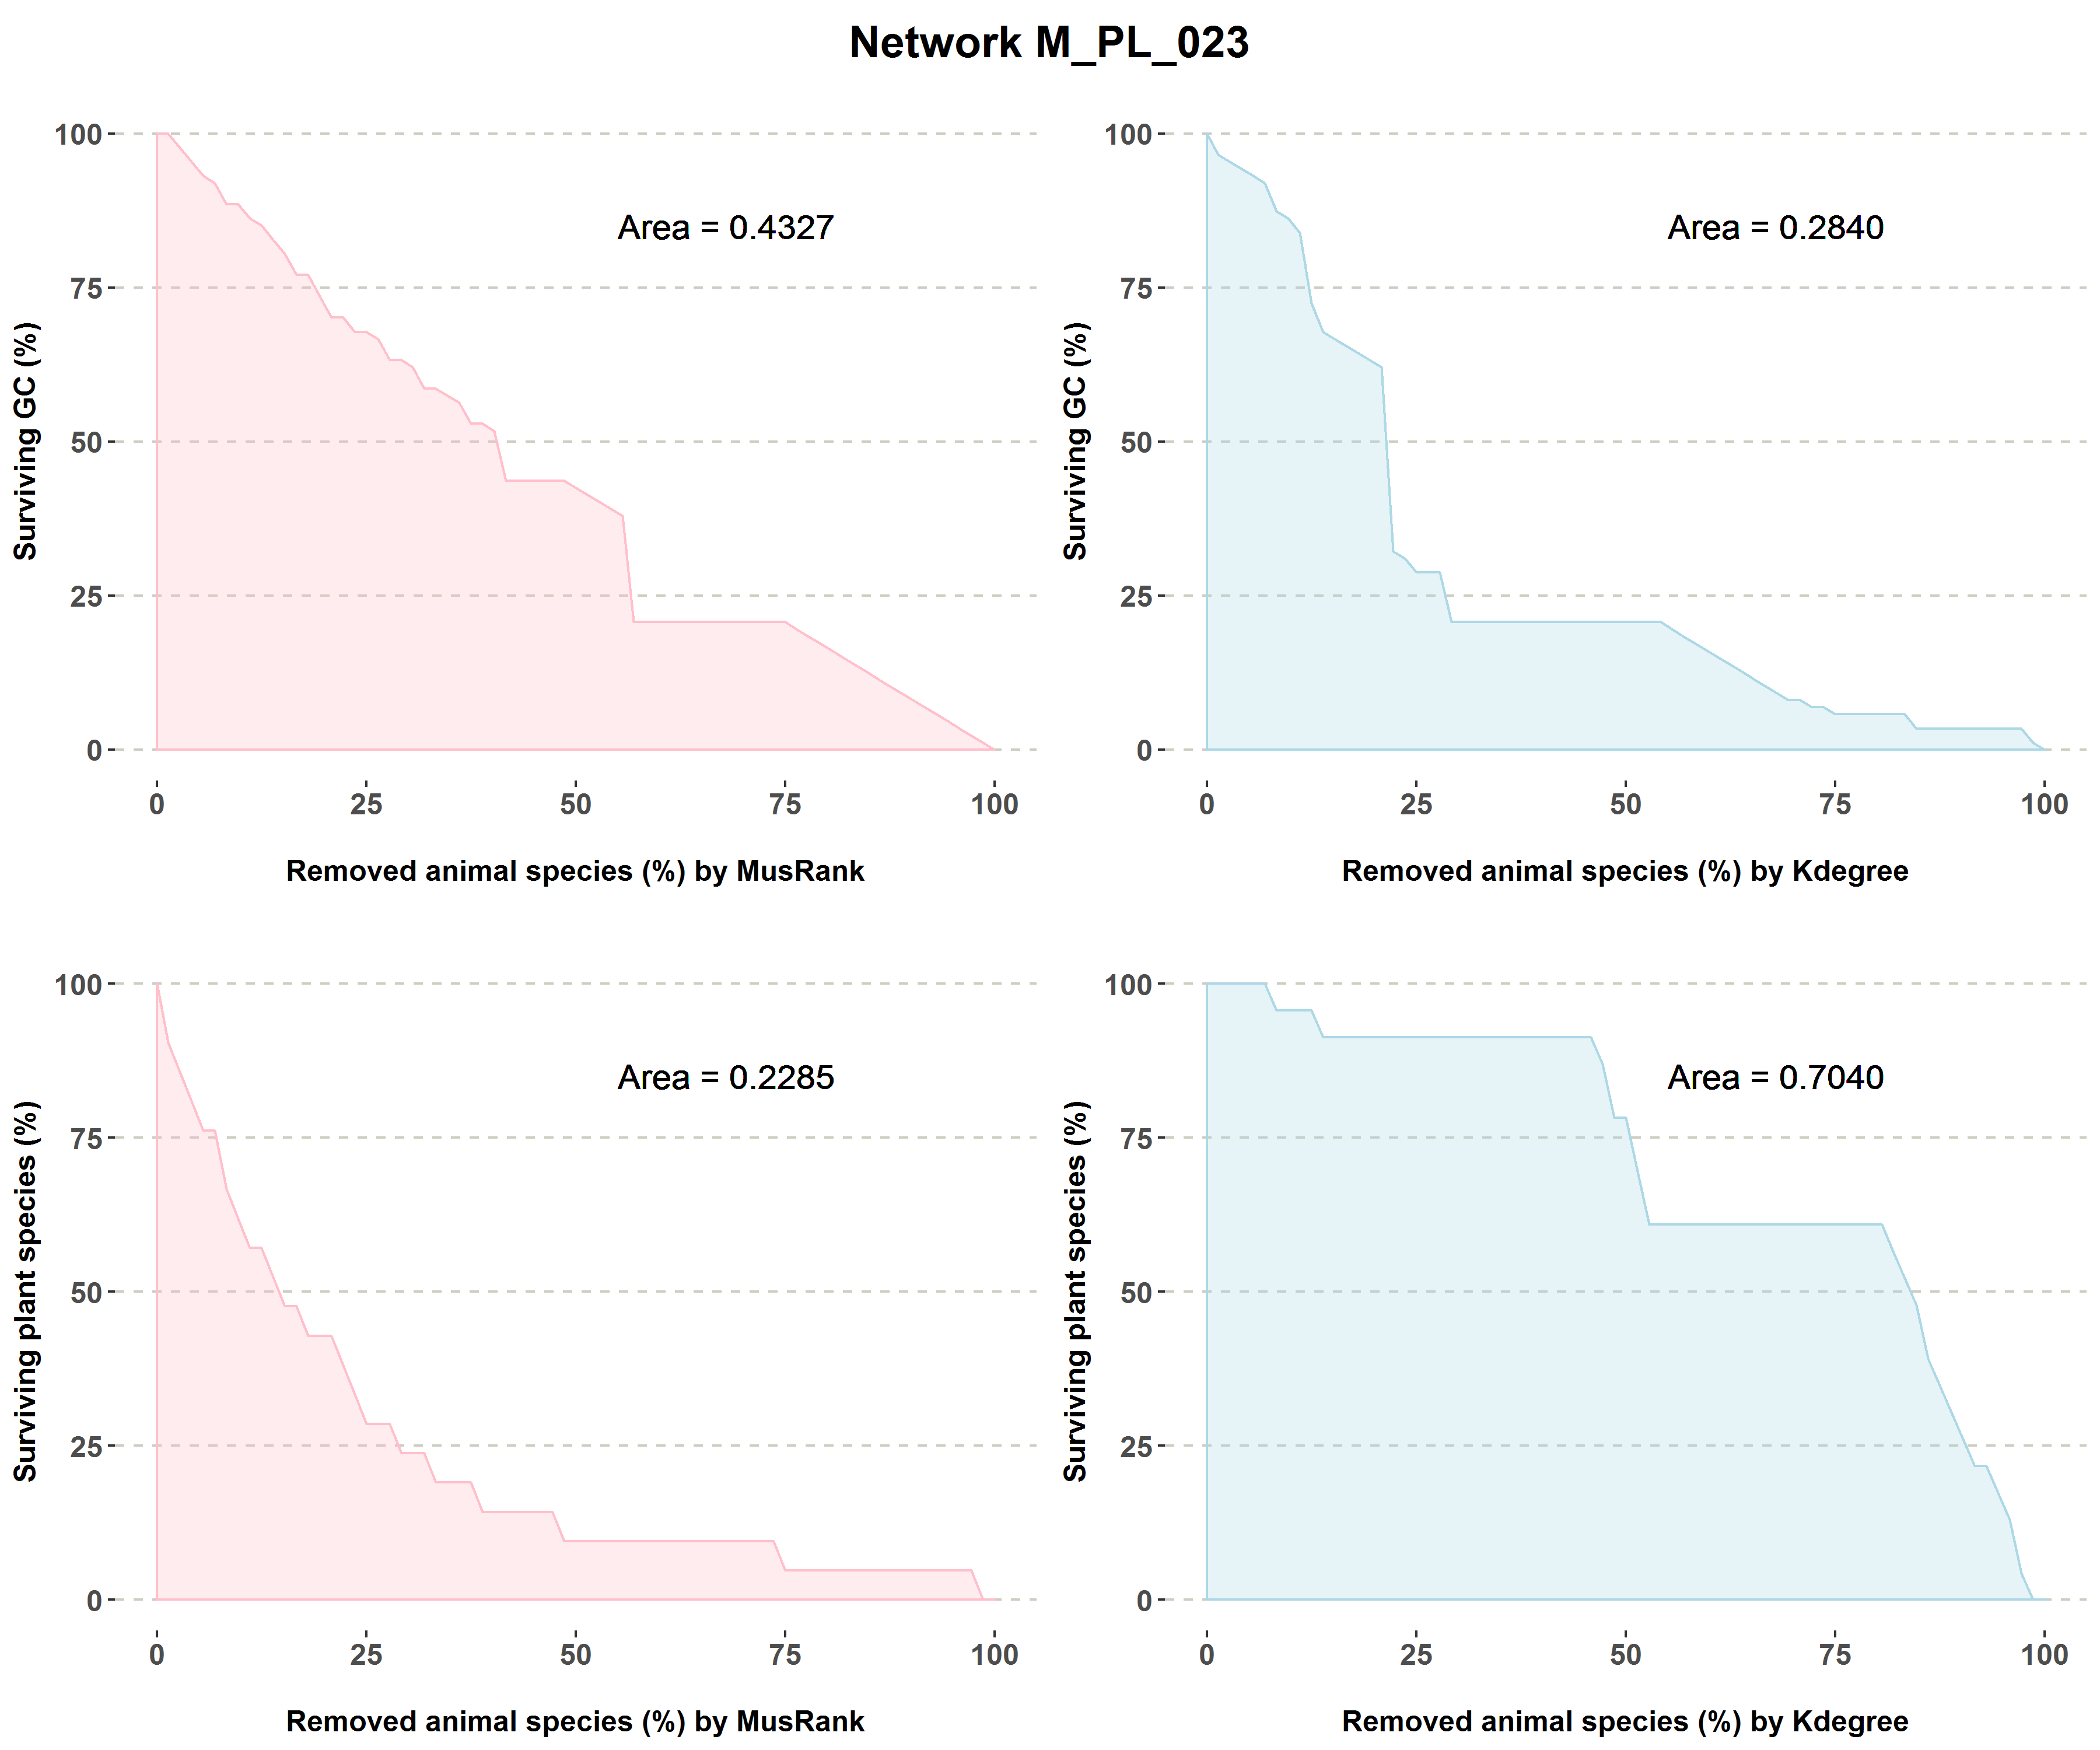 Network M_PL_023
Surviving GC (%)
100
75
50
25
0
Area = 0.4327
0 25 50 75 100
Removed animal species (%) by MusRank
Surviving GC (%)
100
75
50
25
0
Area = 0.2840
0 25 50 75 100
Removed animal species (%) by Kdegree
Surviving plant species (%)
100
75
50
25
0
Area = 0.2285
0 25 50 75 100
Removed animal species (%) by MusRank
Surviving plant species (%)
100
75
50
25
0
Area = 0.7040
0 25 50 75 100
Removed animal species (%) by Kdegree